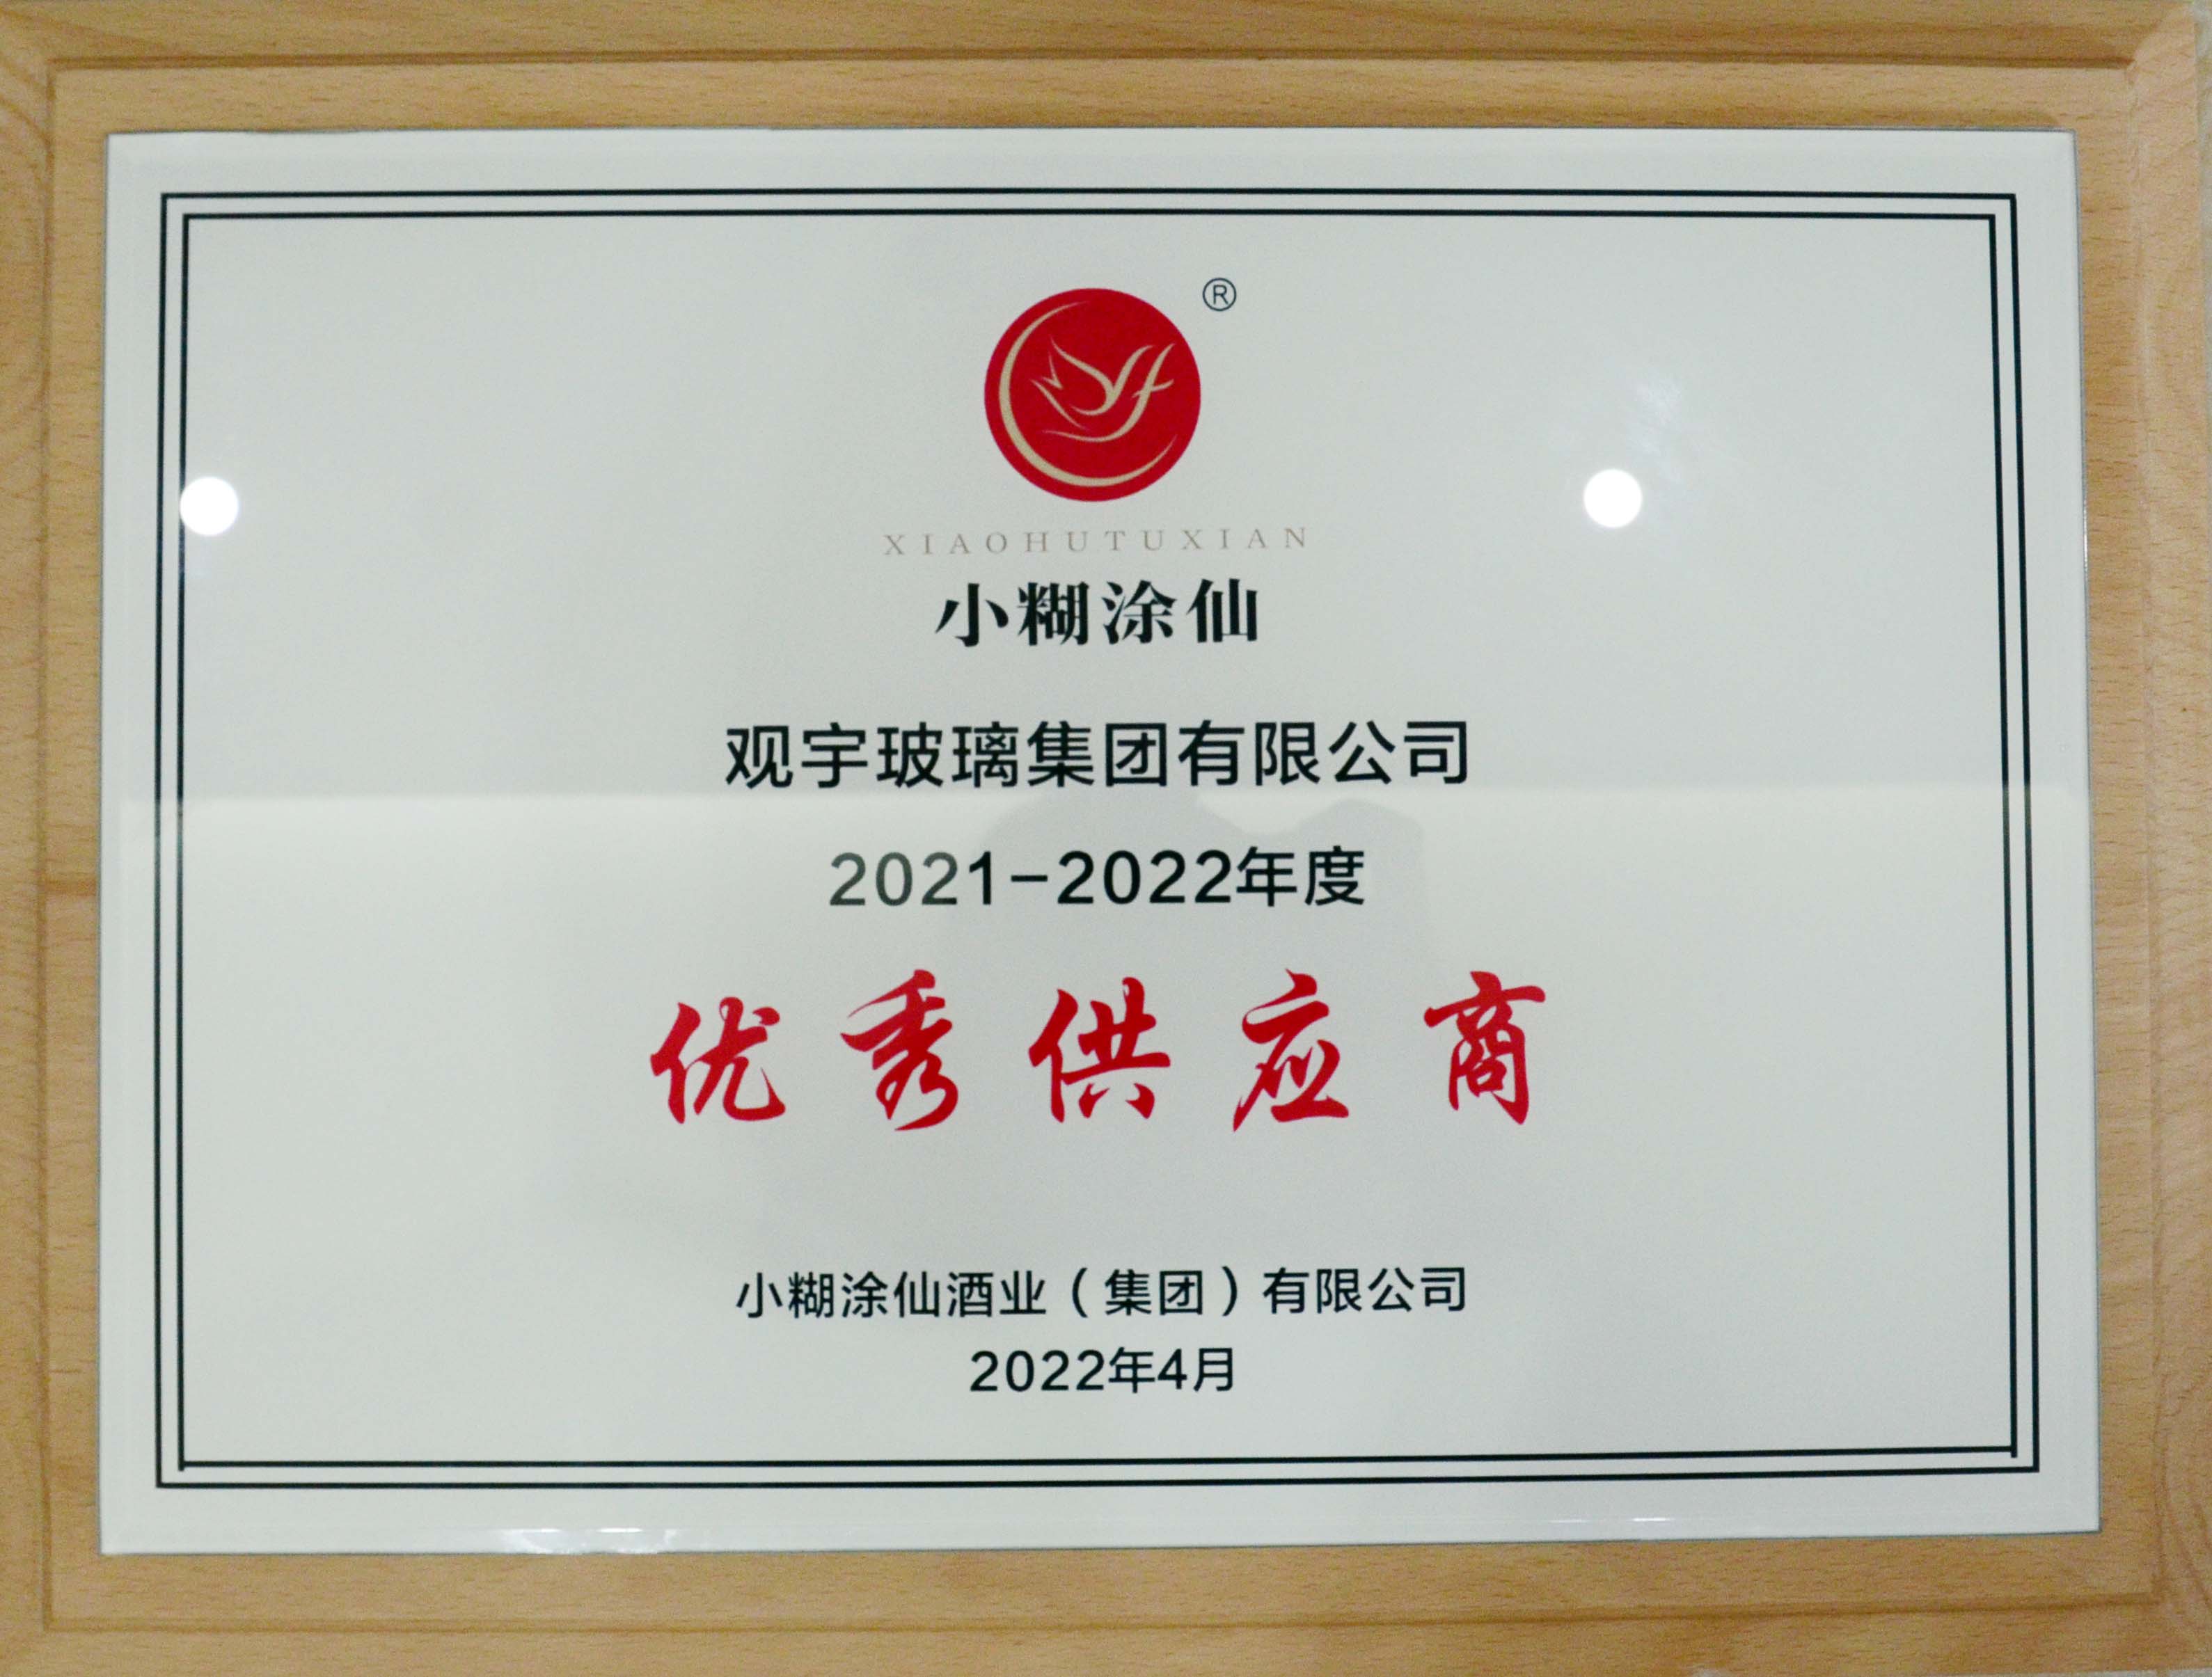 ®
XIAOHUTUXIAN
小糊涂仙
观宇玻璃集团有限公司
2021-2022年度
优秀供应商
小糊涂仙酒业（集团）有限公司
2022年4月